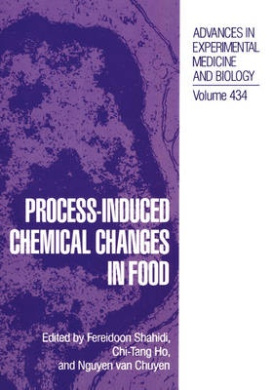 ADVANCES IN
EXPERIMENTAL
MEDICINE
AND BIOLOGY
Volume 434
PROCESS-INDUCED
CHEMICAL CHANGES
IN FOOD
Edited by Fereidoon Shahidi,
Chi-Tang Ho,
and Nguyen van Chuyen